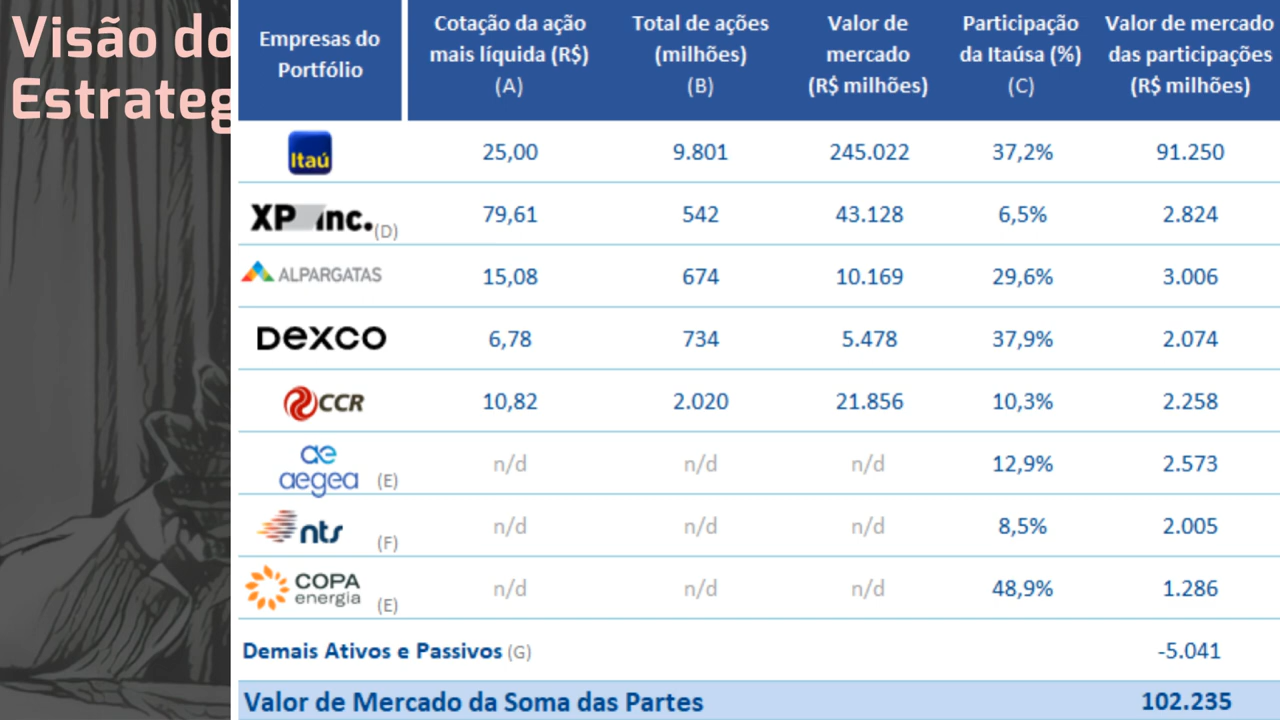 Visão do
Estrateg
Empresas do
Portfólio
Cotação da ação
mais líquida (R$)
(A)
Total de ações
(milhões)
(B)
Valor de
mercado
(R$ milhões)
Participação
da Itaúsa (%)
(C)
Valor de mercado
das participações
(R$ milhões)
Itaú 25,00 9.801 245.022 37,2% 91.250
XP inc. (D) 79,61 542 43.128 6,5% 2.824
ALPARGATAS 15,08 674 10.169 29,6% 3.006
Dexco 6,78 734 5.478 37,9% 2.074
CCR 10,82 2.020 21.856 10,3% 2.258
ae
aegea (E) n/d n/d n/d 12,9% 2.573
nts (F) n/d n/d n/d 8,5% 2.005
COPA
energia (E) n/d n/d n/d 48,9% 1.286
Demais Ativos e Passivos (G) -5.041
Valor de Mercado da Soma das Partes 102.235